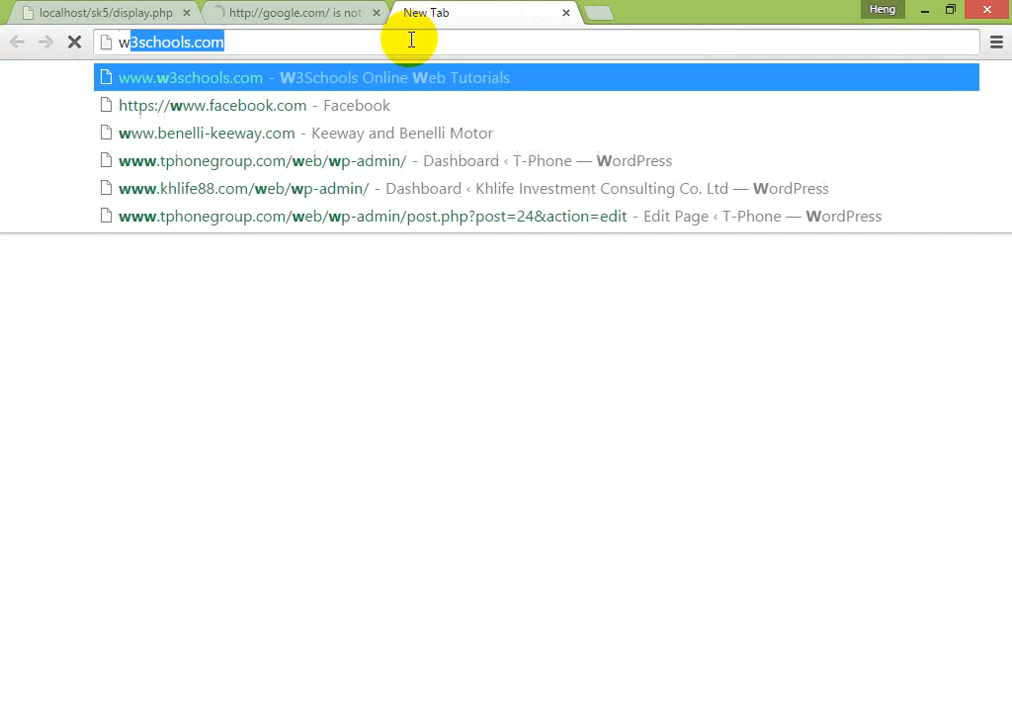 localhost/sk5/display.php
http://google.com/ is not
New Tab
Heng
w3schools.com
www.w3schools.com - W3Schools Online Web Tutorials
https://www.facebook.com - Facebook
www.benelli-keeway.com - Keeway and Benelli Motor
www.tphonegroup.com/web/wp-admin/ - Dashboard ‹ T-Phone — WordPress
www.khlife88.com/web/wp-admin/ - Dashboard ‹ Khlife Investment Consulting Co. Ltd — WordPress
www.tphonegroup.com/web/wp-admin/post.php?post=24&action=edit - Edit Page ‹ T-Phone — WordPress